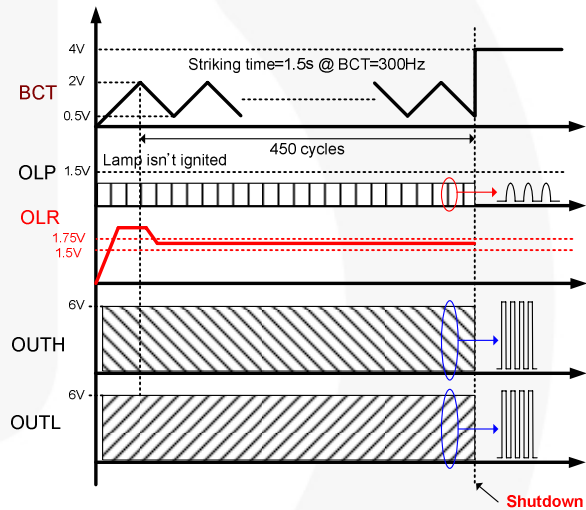 4V
Striking time=1.5s @ BCT=300Hz
2V
BCT
0.5V
450 cycles
Lamp isn't ignited
OLP
1.5V
OLR
1.75V
1.5V
6V
OUTH
6V
OUTL
Shutdown